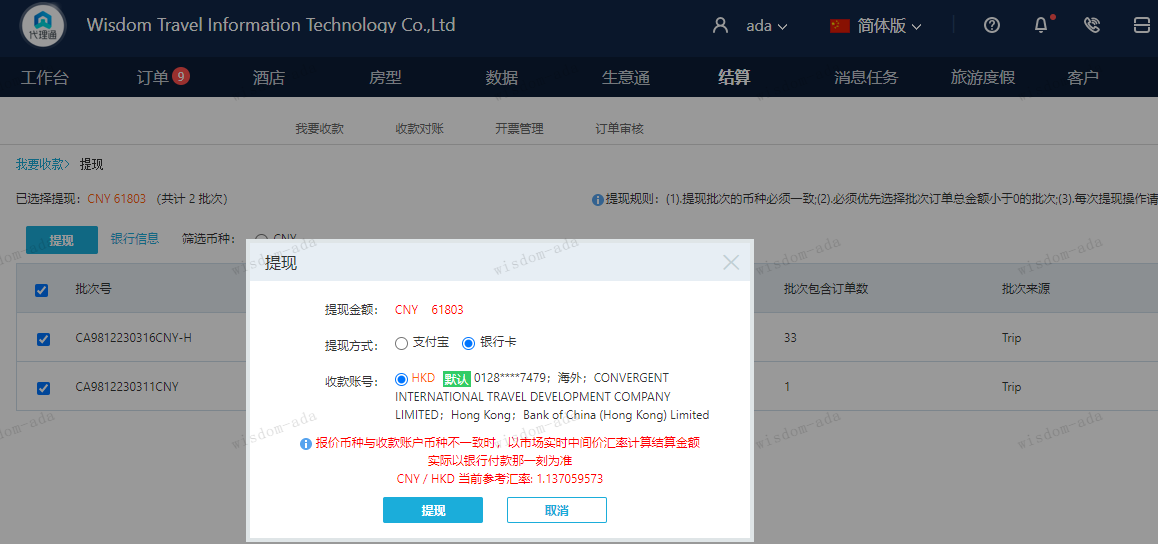 代理通
Wisdom Travel Information Technology Co.,Ltd
ada
简体版
工作台
订单 9
酒店
房型
数据
生意通
结算
消息任务
旅游度假
客户
我要收款
收款对账
开票管理
订单审核
我要收款> 提现
已选择提现：CNY 61803 (共计 2 批次)
提现规则：(1).提现批次的币种必须一致;(2).必须优先选择批次订单总金额小于0的批次;(3).每次提现操作请
提现
银行信息
筛选币种：
CNY
批次号
批次包含订单数
批次来源
CA9812230316CNY-H
33
Trip
CA9812230311CNY
1
Trip
提现
提现金额： CNY 61803
提现方式： 支付宝 银行卡
收款账号： HKD 默认 0128****7479；海外；CONVERGENT
INTERNATIONAL TRAVEL DEVELOPMENT COMPANY
LIMITED；Hong Kong；Bank of China (Hong Kong) Limited
报价币种与收款账户币种不一致时，以市场实时中间价汇率计算结算金额
实际以银行付款那一刻为准
CNY / HKD 当前参考汇率: 1.137059573
提现
取消
wisdom-ada